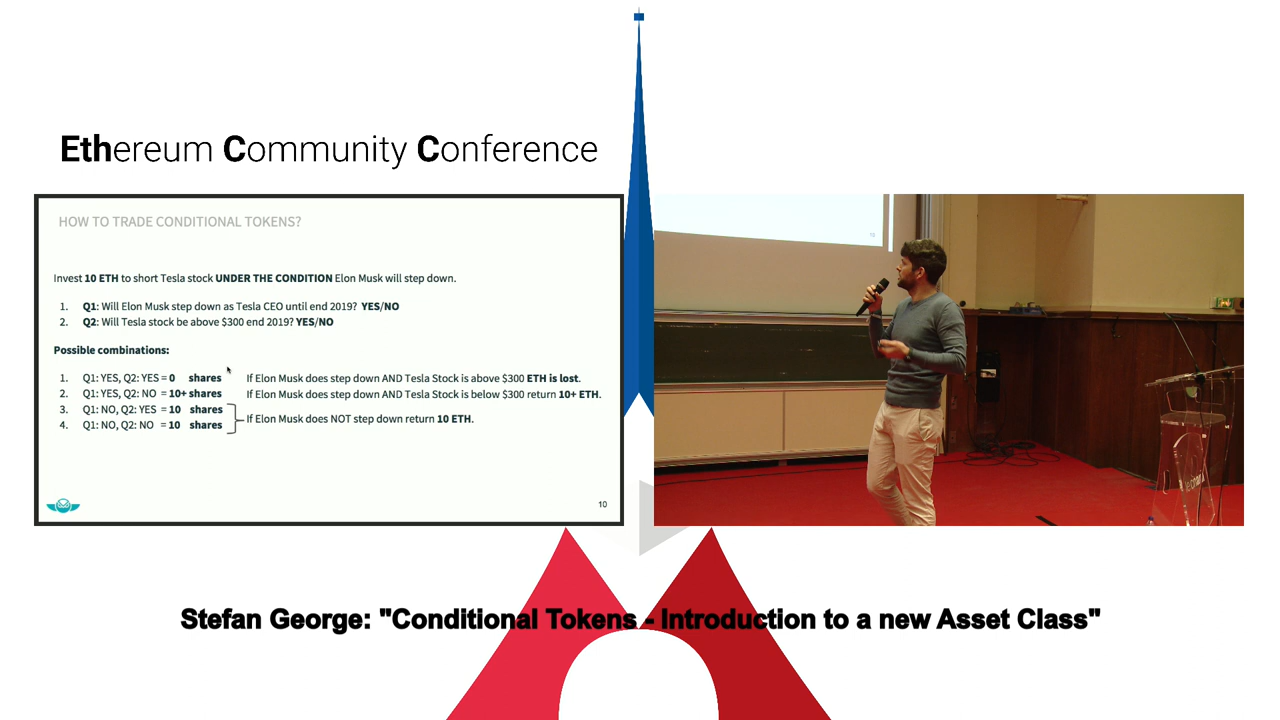 Ethereum Community Conference
HOW TO TRADE CONDITIONAL TOKENS?
Invest 10 ETH to short Tesla stock UNDER THE CONDITION Elon Musk will step down.
1. Q1: Will Elon Musk step down as Tesla CEO until end 2019? YES/NO
2. Q2: Will Tesla stock be above $300 end 2019? YES/NO
Possible combinations:
1. Q1: YES, Q2: YES = 0 shares If Elon Musk does step down AND Tesla Stock is above $300 ETH is lost.
2. Q1: YES, Q2: NO = 10+ shares If Elon Musk does step down AND Tesla Stock is below $300 return 10+ ETH.
3. Q1: NO, Q2: YES = 10 shares
If Elon Musk does NOT step down return 10 ETH.
4. Q1: NO, Q2: NO = 10 shares
10
Stefan George: "Conditional Tokens - Introduction to a new Asset Class"